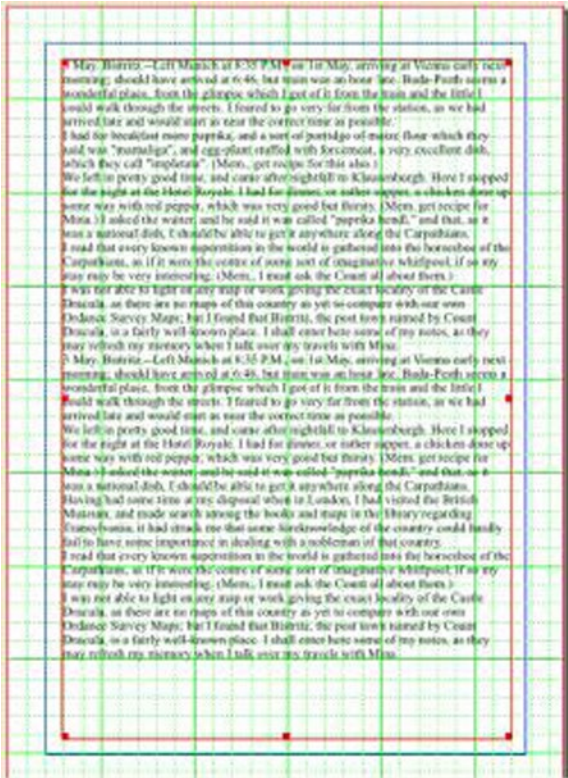 3 May. Bistritz.--Left Munich at 8:35 P.M., on 1st May, arriving at Vienna early next
morning; should have arrived at 6:46, but train was an hour late. Buda-Pesth seems a
wonderful place, from the glimpse which I got of it from the train and the little I
could walk through the streets. I feared to go very far from the station, as we had
arrived late and would start as near the correct time as possible.
I had for breakfast more paprika, and a sort of porridge of maize flour which they
said was "mamaliga", and egg-plant stuffed with forcemeat, a very excellent dish,
which they call "impletata". (Mem., get recipe for this also.)
We left in pretty good time, and came after nightfall to Klausenburgh. Here I stopped
for the night at the Hotel Royale. I had for dinner, or rather supper, a chicken done up
some way with red pepper, which was very good but thirsty. (Mem. get recipe for
Mina.) I asked the waiter, and he said it was called "paprika hendl," and that, as it
was a national dish, I should be able to get it anywhere along the Carpathians.
I read that every known superstition in the world is gathered into the horseshoe of the
Carpathians, as if it were the centre of some sort of imaginative whirlpool; if so my
stay may be very interesting. (Mem., I must ask the Count all about them.)
I was not able to light on any map or work giving the exact locality of the Castle
Dracula, as there are no maps of this country as yet to compare with our own
Ordance Survey Maps; but I found that Bistritz, the post town named by Count
Dracula, is a fairly well-known place. I shall enter here some of my notes, as they
may refresh my memory when I talk over my travels with Mina.
3 May. Bistritz.--Left Munich at 8:35 P.M., on 1st May, arriving at Vienna early next
morning; should have arrived at 6:46, but train was an hour late. Buda-Pesth seems a
wonderful place, from the glimpse which I got of it from the train and the little I
could walk through the streets. I feared to go very far from the station, as we had
arrived late and would start as near the correct time as possible.
We left in pretty good time, and came after nightfall to Klausenburgh. Here I stopped
for the night at the Hotel Royale. I had for dinner, or rather supper, a chicken done up
some way with red pepper, which was very good but thirsty. (Mem. get recipe for
Mina.) I asked the waiter, and he said it was called "paprika hendl," and that, as it
was a national dish, I should be able to get it anywhere along the Carpathians.
Having had some time at my disposal when in London, I had visited the British
Museum, and made search among the books and maps in the library regarding
Transylvania; it had struck me that some foreknowledge of the country could hardly
fail to have some importance in dealing with a nobleman of that country.
I read that every known superstition in the world is gathered into the horseshoe of the
Carpathians, as if it were the centre of some sort of imaginative whirlpool; if so my
stay may be very interesting. (Mem., I must ask the Count all about them.)
I was not able to light on any map or work giving the exact locality of the Castle
Dracula, as there are no maps of this country as yet to compare with our own
Ordance Survey Maps; but I found that Bistritz, the post town named by Count
Dracula, is a fairly well-known place. I shall enter here some of my notes, as they
may refresh my memory when I talk over my travels with Mina.